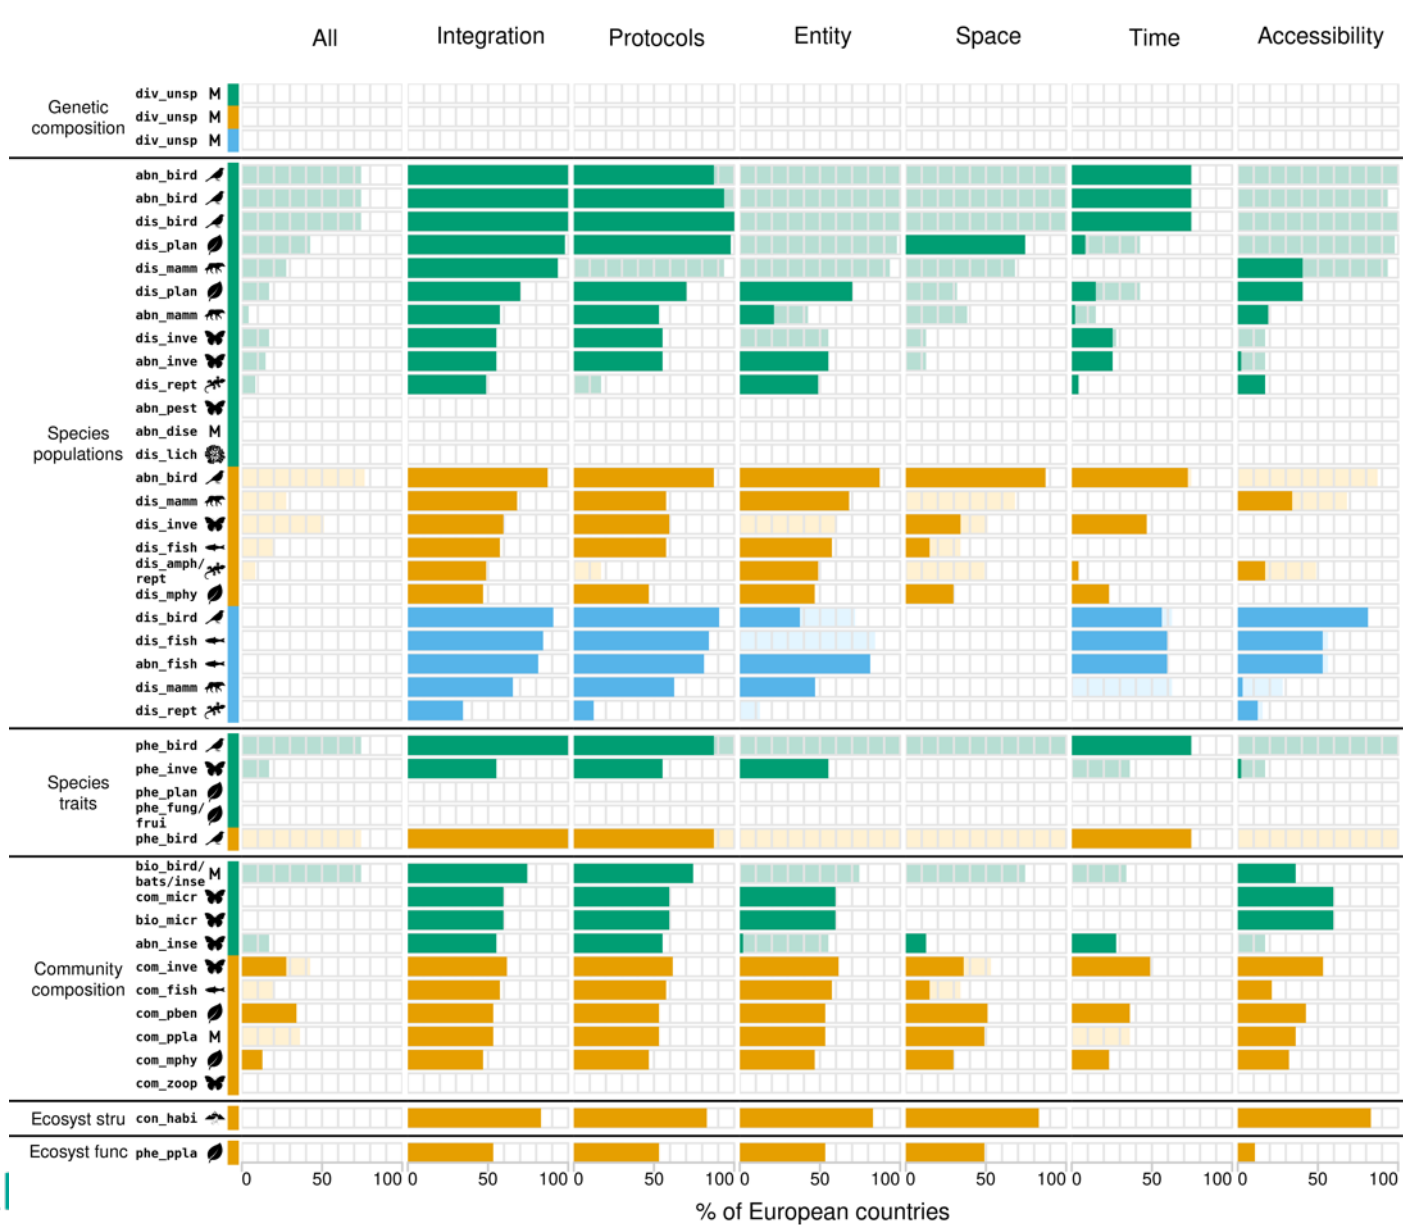 All Integration Protocols Entity Space Time Accessibility
Genetic
composition
div_unsp M
div_unsp M
div_unsp M
Species
populations
abn_bird
abn_bird
dis_bird
dis_plan
dis_mamm
dis_plan
abn_mamm
dis_inve
abn_inve
dis_rept
abn_pest
abn_dise M
dis_lich
abn_bird
dis_mamm
dis_inve
dis_fish
dis_amph/
rept
dis_mphy
dis_bird
dis_fish
abn_fish
dis_mamm
dis_rept
Species
traits
phe_bird
phe_inve
phe_plan
phe_fung/
frui
phe_bird
Community
composition
bio_bird/
bats/inse M
com_micr
bio_micr
abn_inse
com_inve
com_fish
com_pben
com_ppla M
com_mphy
com_zoop
Ecosyst stru con_habi
Ecosyst func phe_ppla
0 50 100 0 50 100 0 50 100 0 50 100 0 50 100 0 50 100 0 50 100
% of European countries